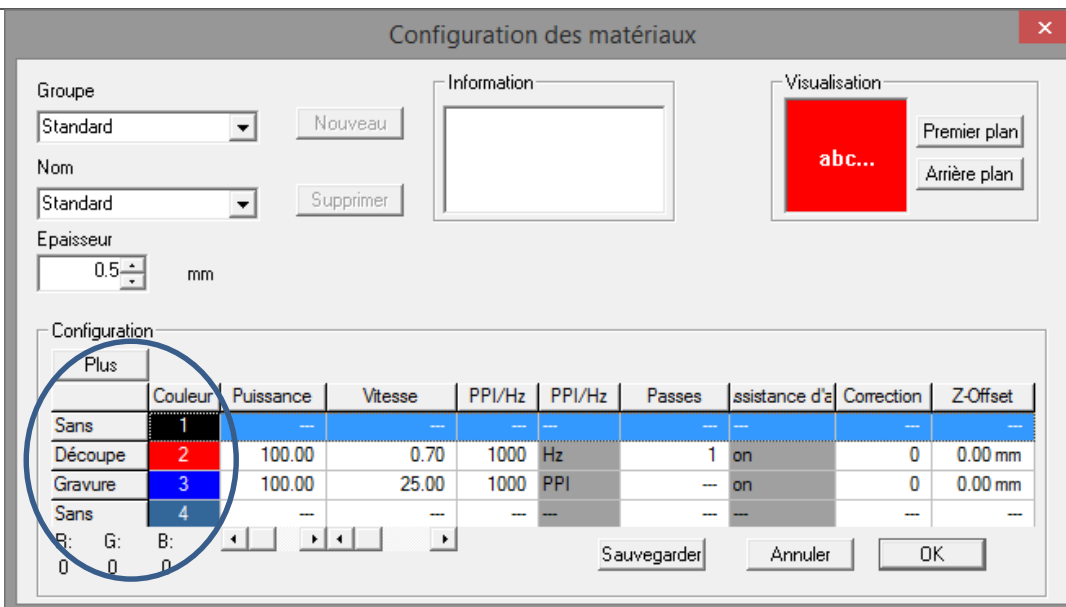 Configuration des matériaux
Groupe
Standard
Nouveau
Nom
Standard
Supprimer
Epaisseur
0.5 mm
Information
Visualisation
abc...
Premier plan
Arrière plan
Configuration
Plus
Couleur Puissance Vitesse PPI/Hz PPI/Hz Passes ssistance d'a Correction Z-Offset
Sans 1 --- --- --- --- --- --- --- ---
Découpe 2 100.00 0.70 1000 Hz 1 on 0 0.00 mm
Gravure 3 100.00 25.00 1000 PPI --- on 0 0.00 mm
Sans 4 --- --- --- --- --- --- --- ---
R: G: B:
0 0 0
Sauvegarder Annuler OK